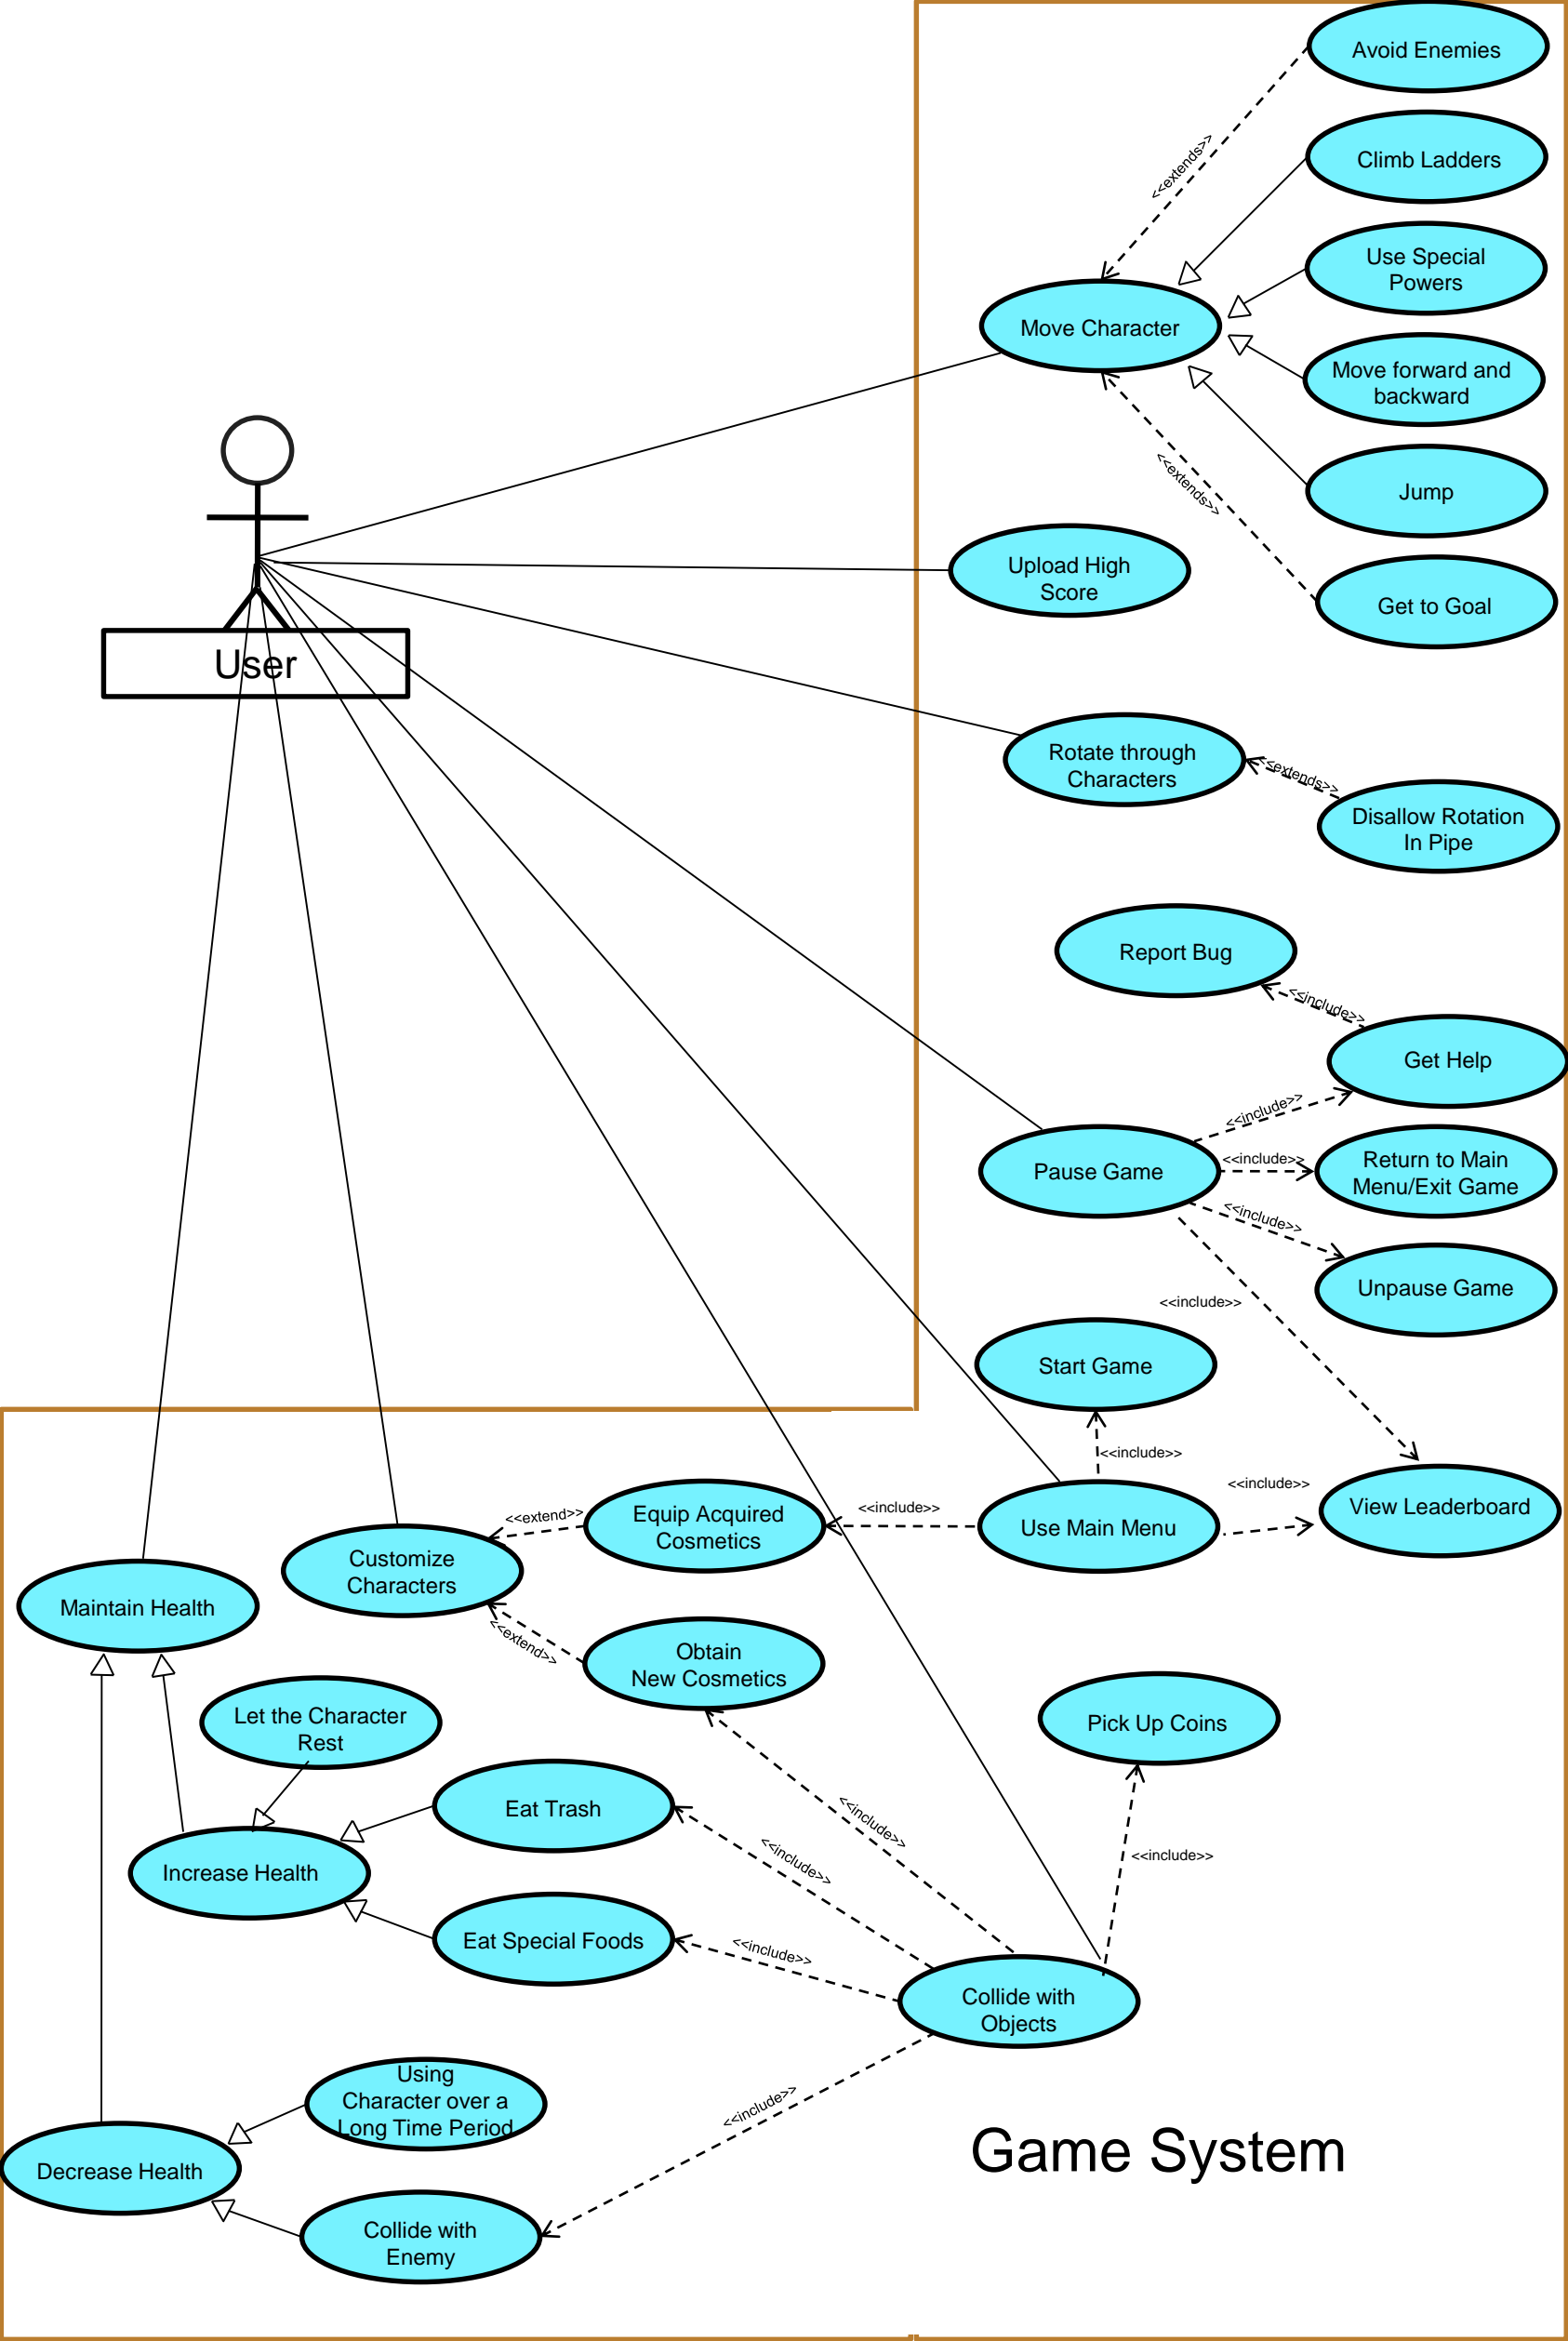 Avoid Enemies
<<extends>>
Climb Ladders
Use Special
Powers
Move Character
Move forward and
backward
<<extends>>
Jump
Upload High
Score
Get to Goal
User
Rotate through
Characters
<<extends>>
Disallow Rotation
In Pipe
Report Bug
<<include>>
Get Help
<<include>>
Pause Game
<<include>>
Return to Main
Menu/Exit Game
<<include>>
Unpause Game
<<include>>
Start Game
<<include>>
<<include>>
View Leaderboard
Use Main Menu
<<include>>
Equip Acquired
Cosmetics
<<extend>>
Customize
Characters
Maintain Health
<<extend>>
Obtain
New Cosmetics
Let the Character
Rest
Pick Up Coins
Eat Trash
<<include>>
<<include>>
<<include>>
Increase Health
Eat Special Foods
<<include>>
Collide with
Objects
Using
Character over a
Long Time Period
<<include>>
Game System
Decrease Health
Collide with
Enemy